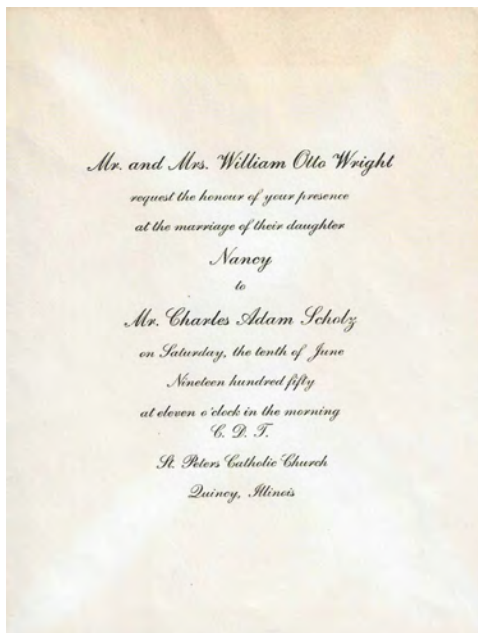 Mr. and Mrs. William Otto Wright
request the honour of your presence
at the marriage of their daughter
Nancy
to
Mr. Charles Adam Scholz
on Saturday, the tenth of June
Nineteen hundred fifty
at eleven o'clock in the morning
C. D. T.
St. Peters Catholic Church
Quincy, Illinois